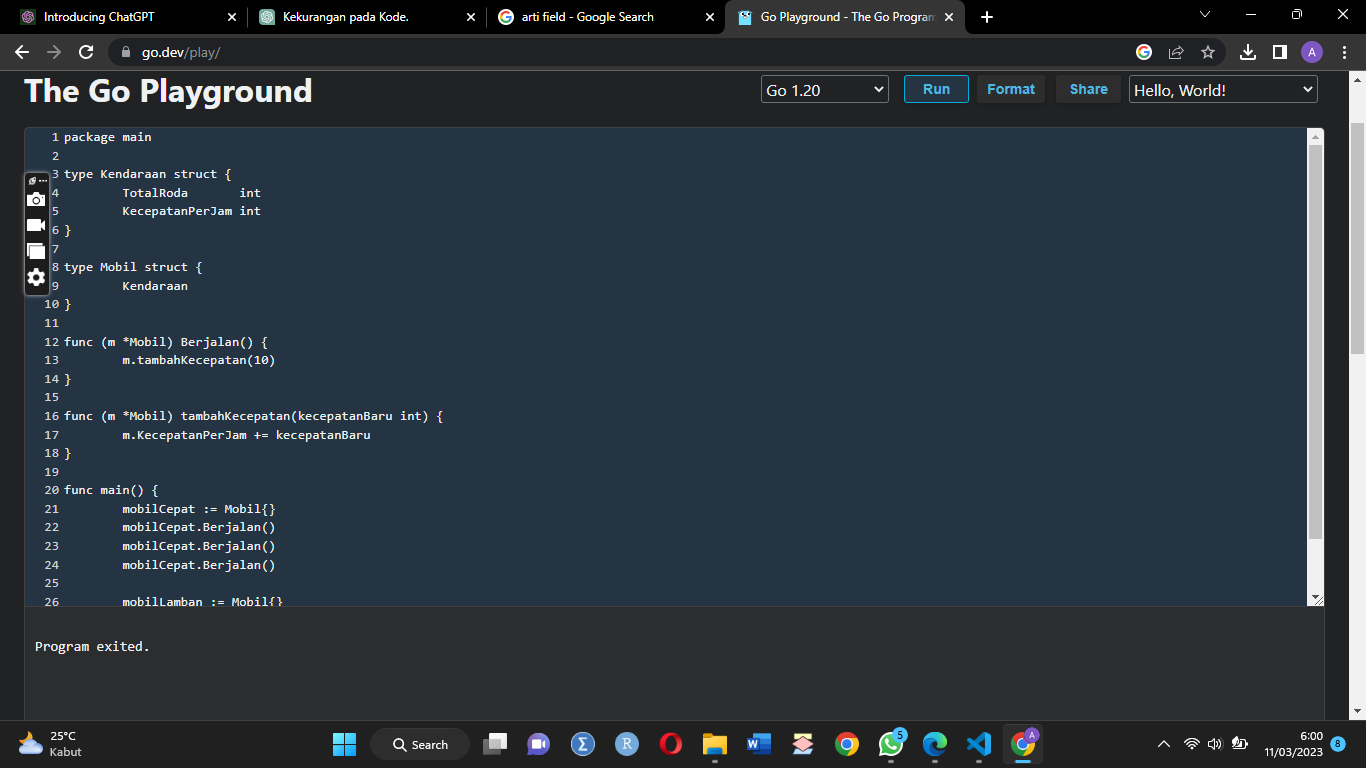 Introducing ChatGPT
Kekurangan pada Kode.
arti field - Google Search
Go Playground - The Go Program
go.dev/play/
A
The Go Playground
Go 1.20
Run
Format
Share
Hello, World!
1 package main
2
3 type Kendaraan struct {
4 TotalRoda int
5 KecepatanPerJam int
6 }
7
8 type Mobil struct {
9 Kendaraan
10 }
11
12 func (m *Mobil) Berjalan() {
13 m.tambahKecepatan(10)
14 }
15
16 func (m *Mobil) tambahKecepatan(kecepatanBaru int) {
17 m.KecepatanPerJam += kecepatanBaru
18 }
19
20 func main() {
21 mobilCepat := Mobil{}
22 mobilCepat.Berjalan()
23 mobilCepat.Berjalan()
24 mobilCepat.Berjalan()
25
26 mobilLamban := Mobil{}
Program exited.
25°C
Kabut
Search
Σ
R
W
5
A
6:00
11/03/2023
8